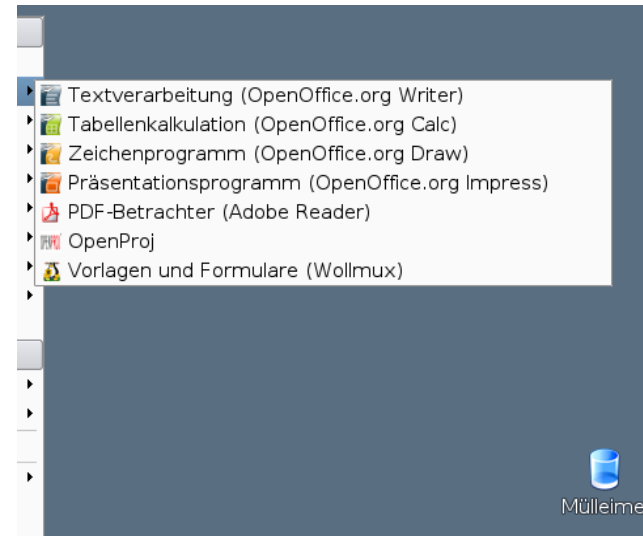 Textverarbeitung (OpenOffice.org Writer)
Tabellenkalkulation (OpenOffice.org Calc)
Zeichenprogramm (OpenOffice.org Draw)
Präsentationsprogramm (OpenOffice.org Impress)
PDF-Betrachter (Adobe Reader)
OpenProj
Vorlagen und Formulare (Wollmux)
Mülleime